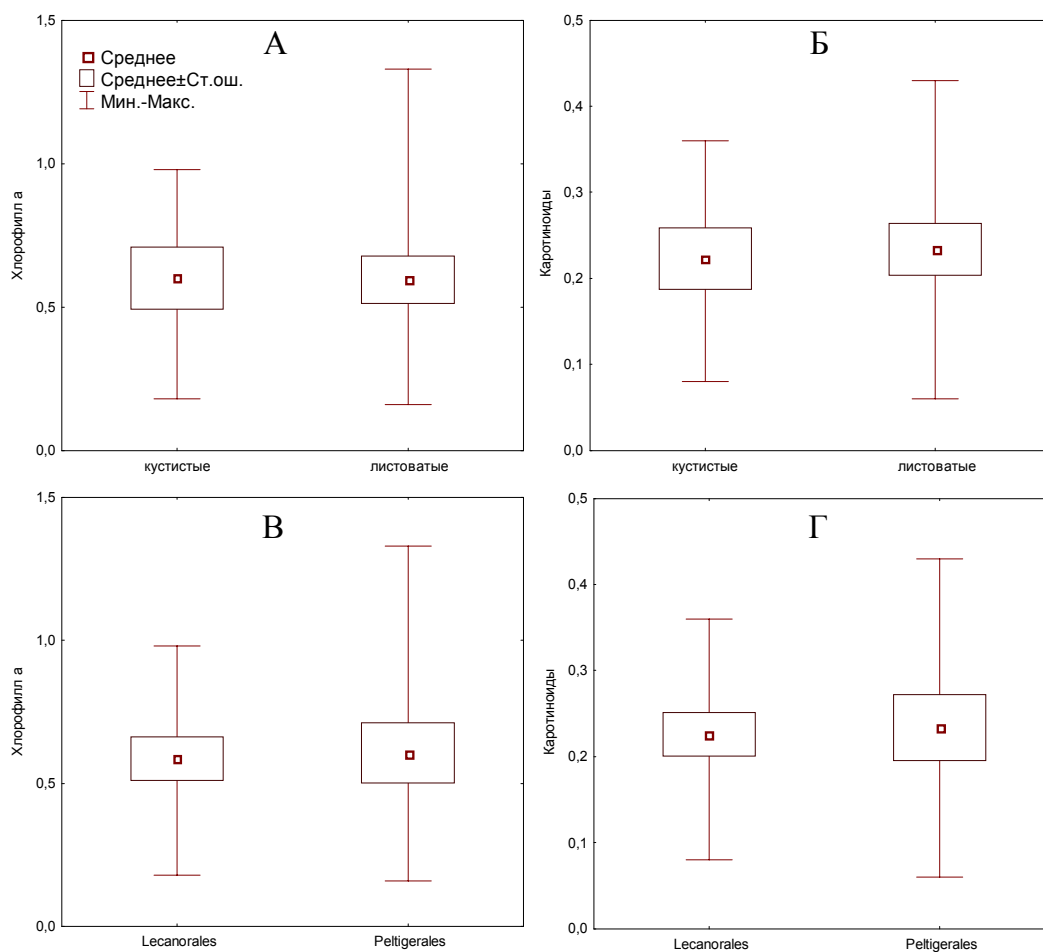 А
Хлорофилл а
1,5
1,0
0,5
0,0
Среднее
Среднее±Ст.ош.
Мин.-Макс.
кустистые
листоватые
Б
Каротиноиды
0,5
0,4
0,3
0,2
0,1
0,0
кустистые
листоватые
В
Хлорофилл а
1,5
1,0
0,5
0,0
Lecanorales
Peltigerales
Г
Каротиноиды
0,5
0,4
0,3
0,2
0,1
0,0
Lecanorales
Peltigerales